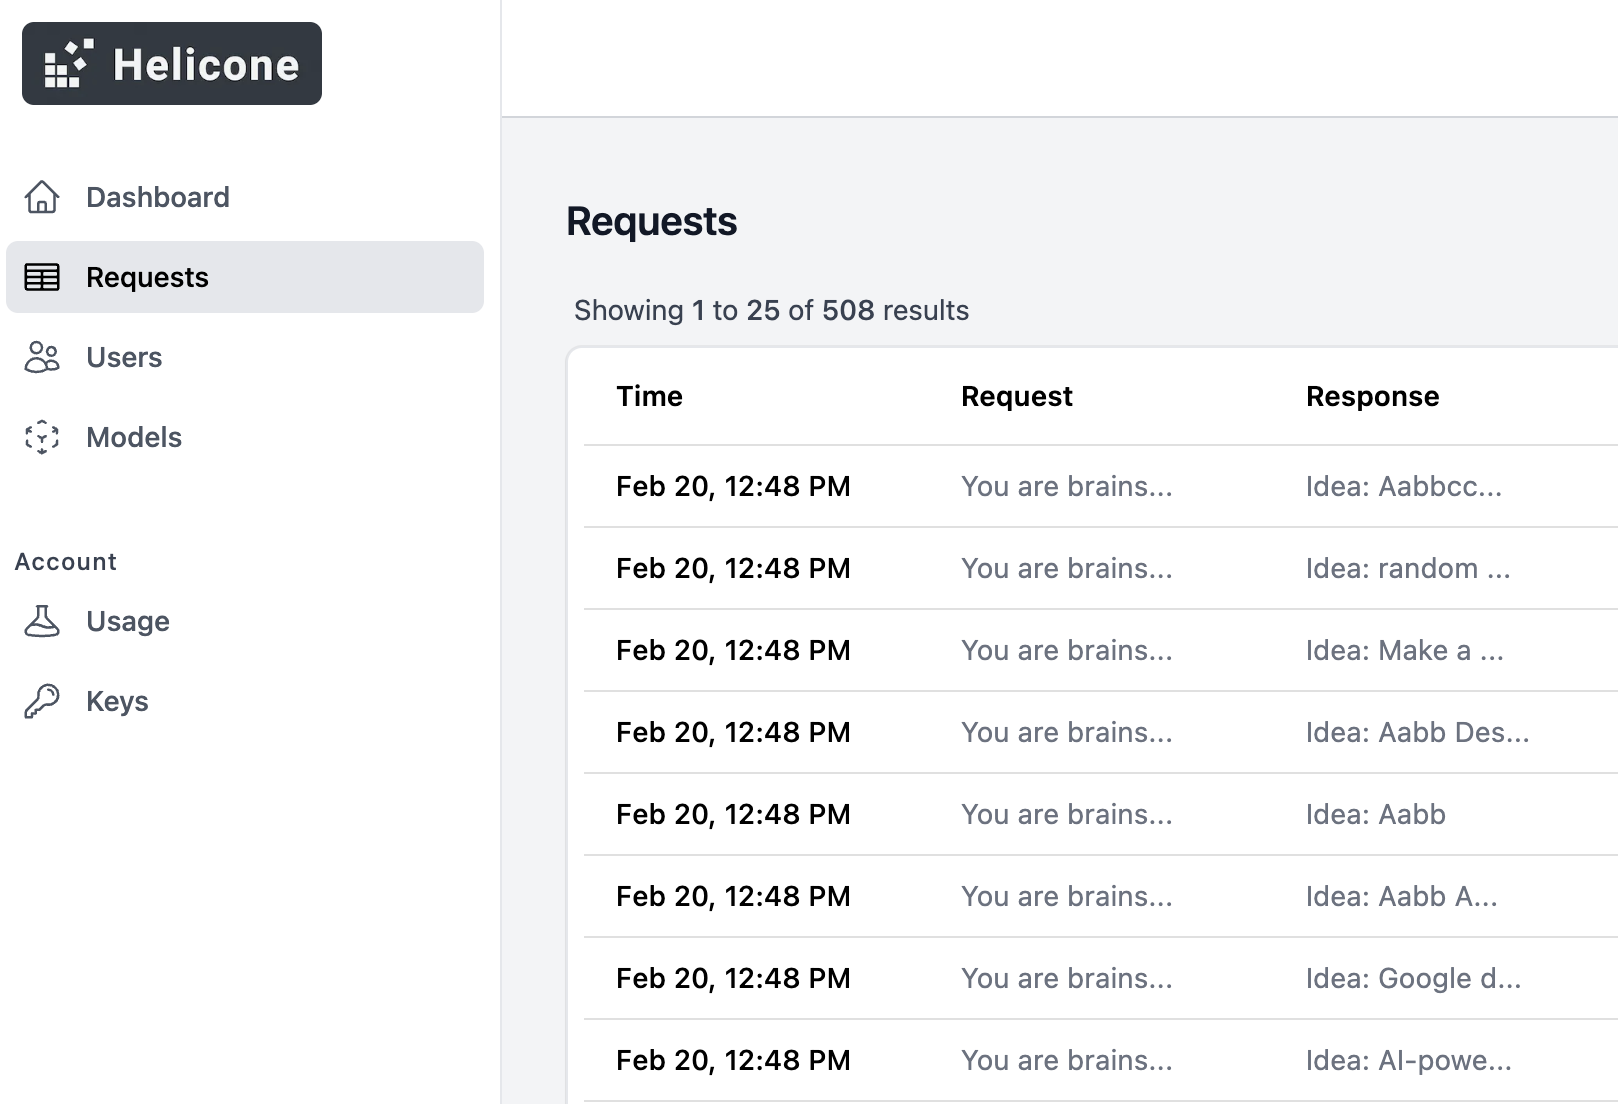 Helicone
Dashboard
Requests
Users
Models
Account
Usage
Keys
Requests
Showing 1 to 25 of 508 results
Time Request Response
Feb 20, 12:48 PM You are brains... Idea: Aabbcc...
Feb 20, 12:48 PM You are brains... Idea: random ...
Feb 20, 12:48 PM You are brains... Idea: Make a ...
Feb 20, 12:48 PM You are brains... Idea: Aabb Des...
Feb 20, 12:48 PM You are brains... Idea: Aabb
Feb 20, 12:48 PM You are brains... Idea: Aabb A...
Feb 20, 12:48 PM You are brains... Idea: Google d...
Feb 20, 12:48 PM You are brains... Idea: AI-powe...